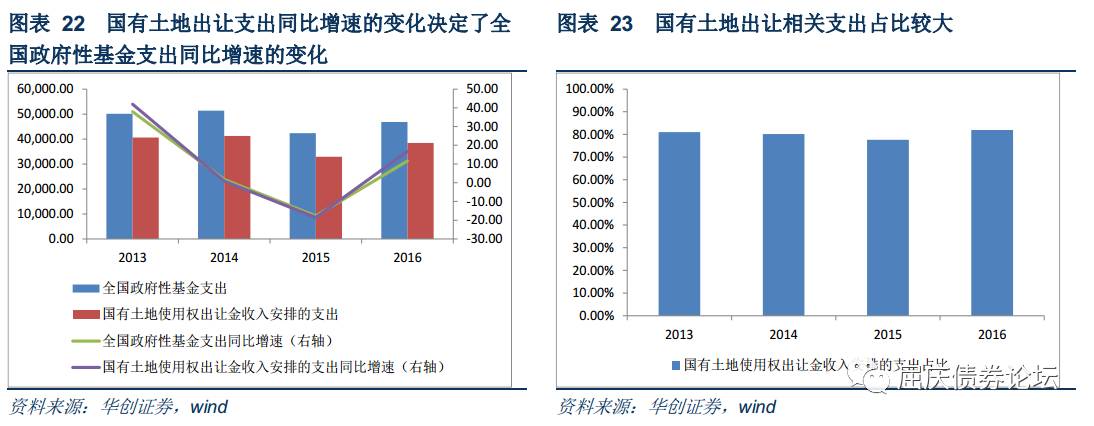 图表 22 国有土地出让支出同比增速的变化决定了全
国政府性基金支出同比增速的变化
60,000.00
50,000.00
40,000.00
30,000.00
20,000.00
10,000.00
0.00
50.00
40.00
30.00
20.00
10.00
0.00
-10.00
-20.00
-30.00
2013 2014 2015 2016
全国政府性基金支出
国有土地使用权出让金收入安排的支出
全国政府性基金支出同比增速（右轴）
国有土地使用权出让金收入安排的支出同比增速（右轴）
资料来源：华创证券，wind
图表 23 国有土地出让相关支出占比较大
100.00%
90.00%
80.00%
70.00%
60.00%
50.00%
40.00%
30.00%
20.00%
10.00%
0.00%
2013 2014 2015 2016
国有土地使用权出让金收入安排的支出占比
屈庆债券论坛
资料来源：华创证券，wind